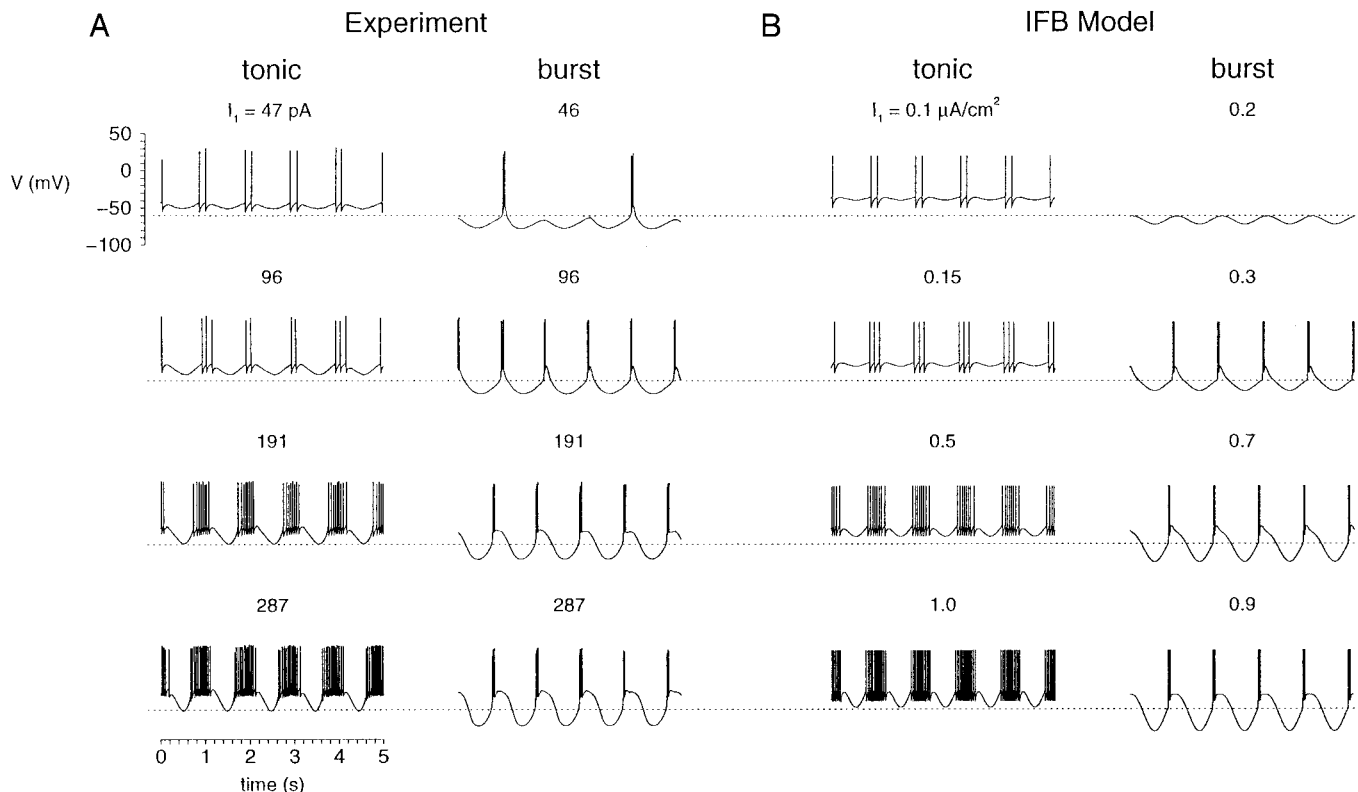 A Experiment B IFB Model
tonic burst tonic burst
I₁ = 47 pA 46 I₁ = 0.1 μA/cm² 0.2
50
0
V (mV)
−50
−100
96 96 0.15 0.3
191 191 0.5 0.7
287 287 1.0 0.9
0 1 2 3 4 5
time (s)